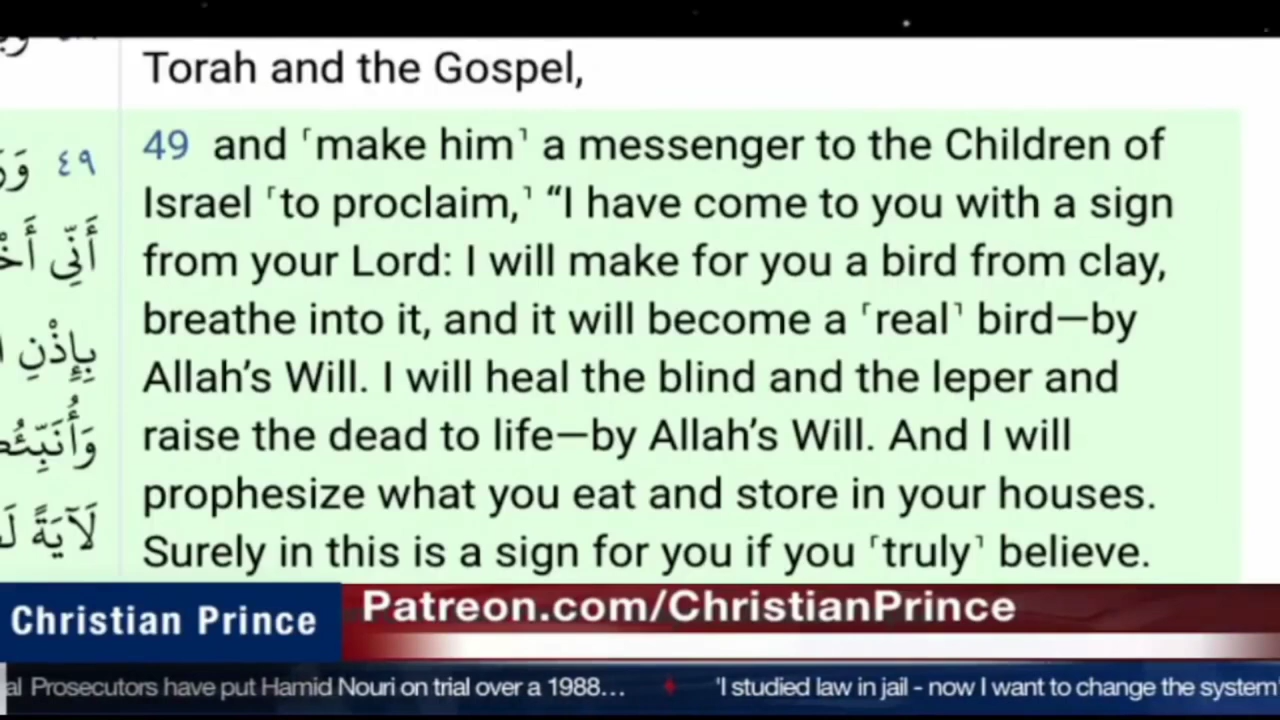 Torah and the Gospel,
٤٩
49 and ⸢make him⸣ a messenger to the Children of
Israel ⸢to proclaim,⸣ “I have come to you with a sign
أَنِّي
from your Lord: I will make for you a bird from clay,
breathe into it, and it will become a ⸢real⸣ bird—by
بِإِذْنِ
Allah’s Will. I will heal the blind and the leper and
raise the dead to life—by Allah’s Will. And I will
prophesize what you eat and store in your houses.
لَآيَةً
Surely in this is a sign for you if you ⸢truly⸣ believe.
Christian Prince
Patreon.com/ChristianPrince
al Prosecutors have put Hamid Nouri on trial over a 1988... 'I studied law in jail - now I want to change the system'